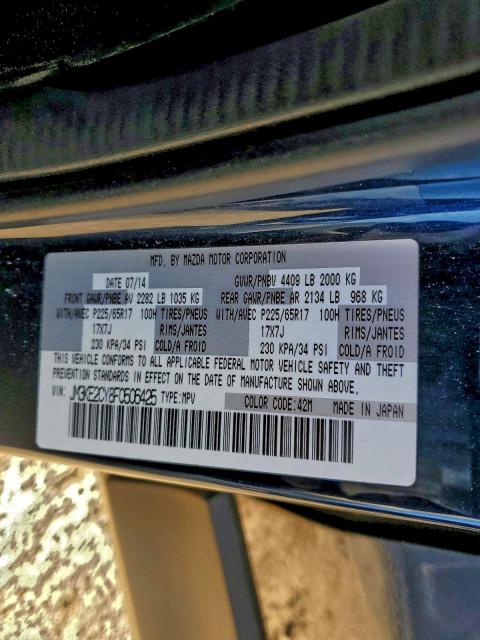 MFD. BY MAZDA MOTOR CORPORATION
DATE 07/14 GVWR/PNBV 4409 LB 2000 KG
FRONT GAWR/PNBE AV 2282 LB 1035 KG REAR GAWR/PNBE AR 2134 LB 968 KG
WITH/AVEC P225/65R17 100H TIRES/PNEUS WITH/AVEC P225/65R17 100H TIRES/PNEUS
17X7J RIMS/JANTES 17X7J RIMS/JANTES
230 KPA/34 PSI COLD/A FROID 230 KPA/34 PSI COLD/A FROID
THIS VEHICLE CONFORMS TO ALL APPLICABLE FEDERAL MOTOR VEHICLE SAFETY AND THEFT
PREVENTION STANDARDS IN EFFECT ON THE DATE OF MANUFACTURE SHOWN ABOVE.
VIN: JM3KE2CY8F0506425 TYPE:MPV COLOR CODE:42M MADE IN JAPAN